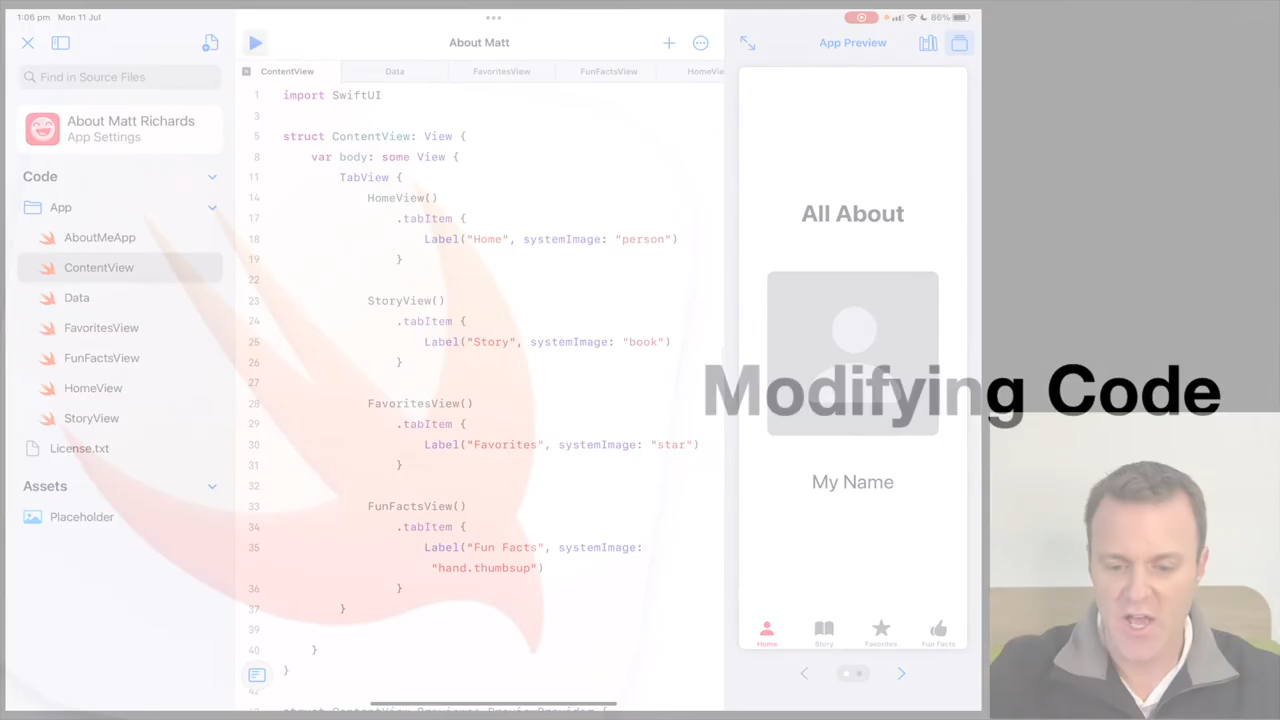 1:06 pm Mon 11 Jul
86%
About Matt
App Preview
Find in Source Files
About Matt Richards
App Settings
Code
App
AboutMeApp
ContentView
Data
FavoritesView
FunFactsView
HomeView
StoryView
License.txt
Assets
Placeholder
ContentView Data FavoritesView FunFactsView HomeVie
1 import SwiftUI
3
5 struct ContentView: View {
8 var body: some View {
11 TabView {
14 HomeView()
17 .tabItem {
18 Label("Home", systemImage: "person")
19 }
22
23 StoryView()
24 .tabItem {
25 Label("Story", systemImage: "book")
26 }
27
28 FavoritesView()
29 .tabItem {
30 Label("Favorites", systemImage: "star")
31 }
32
33 FunFactsView()
34 .tabItem {
35 Label("Fun Facts", systemImage:
"hand.thumbsup")
36 }
37 }
39
40 }
41 }
42
All About
My Name
Home Story Favorites Fun Facts
Modifying Code